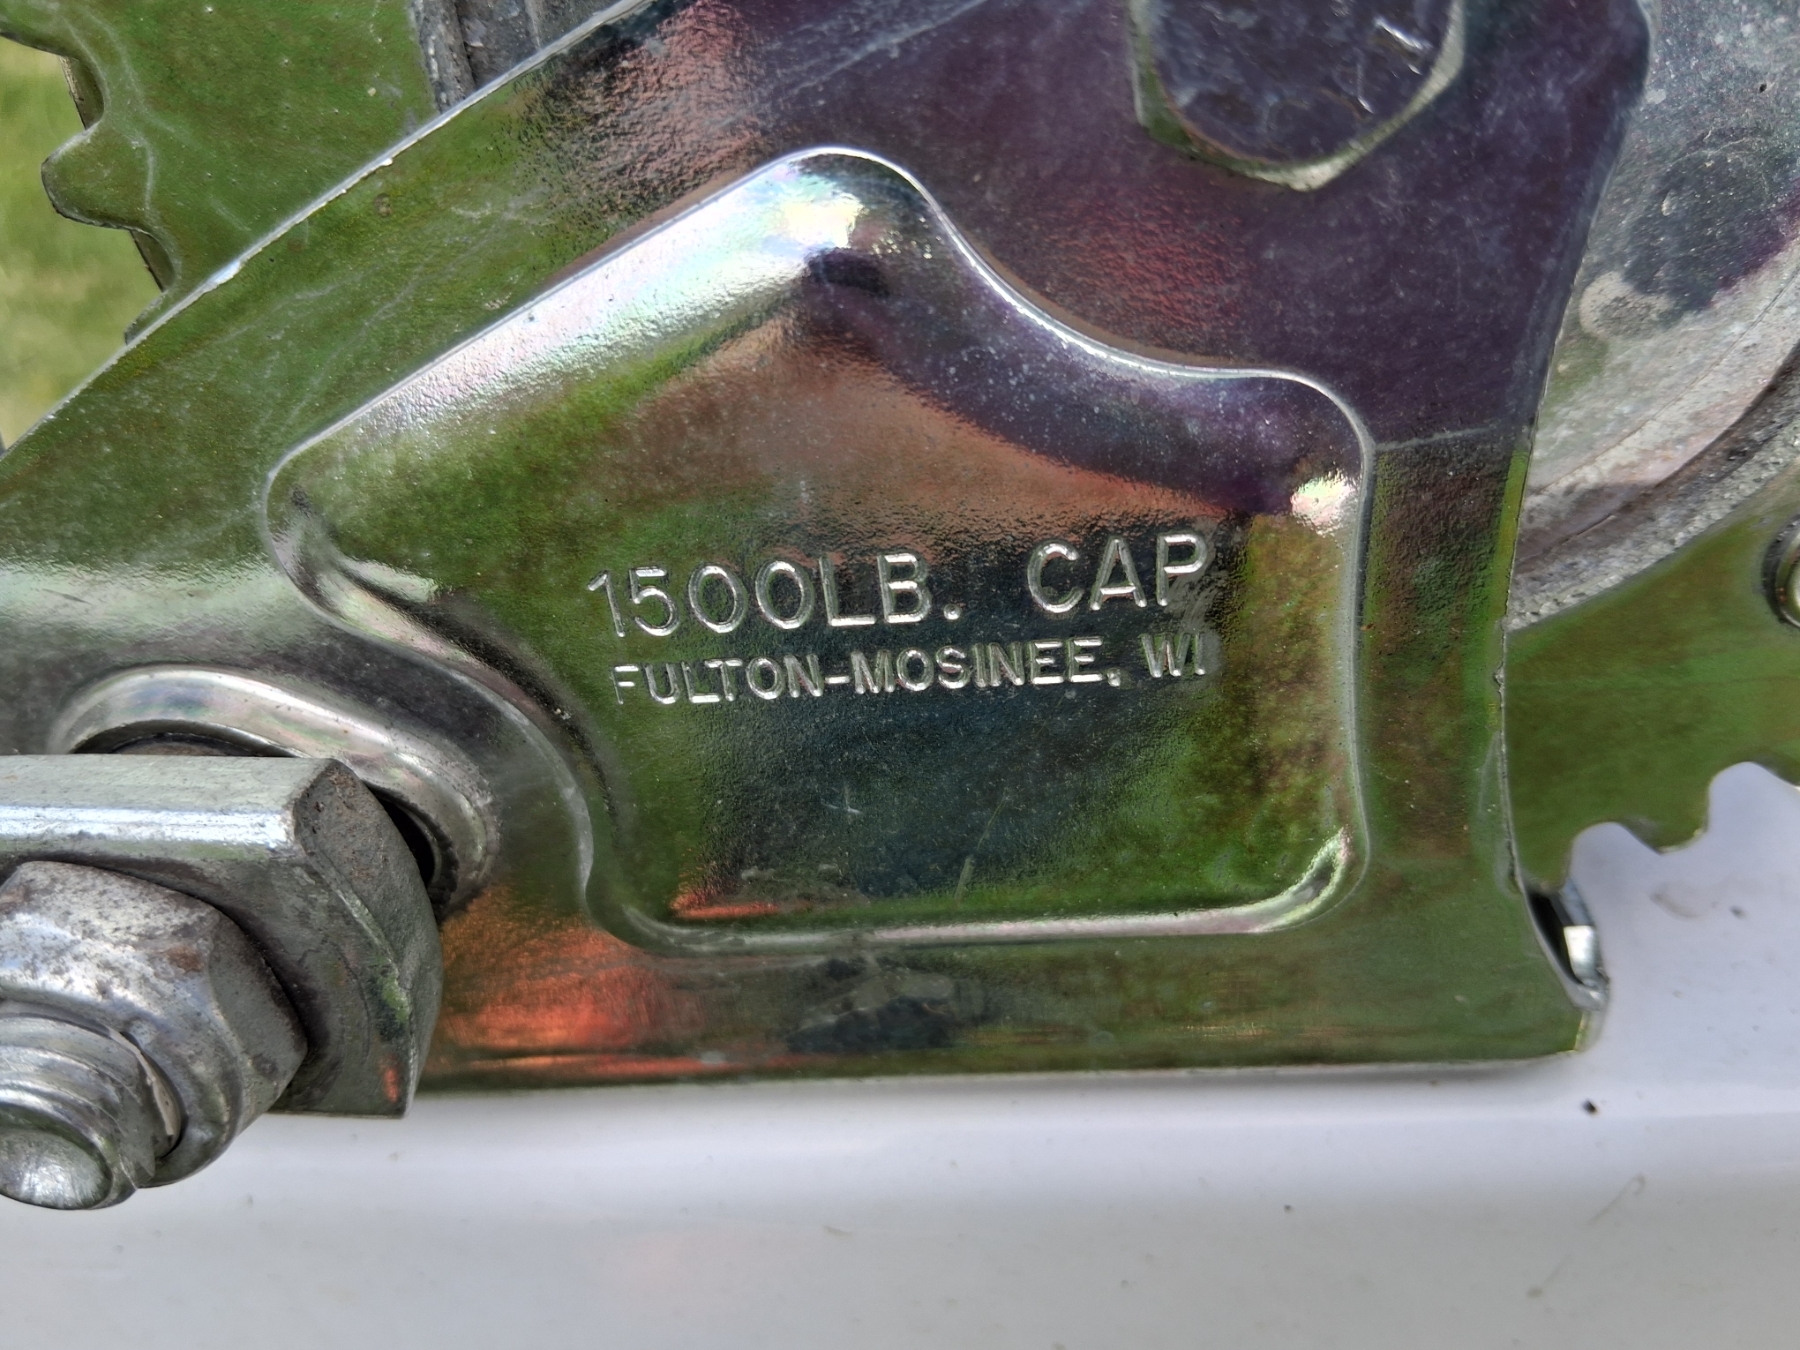 1500LB. CAP
FULTON-MOSINEE, WI